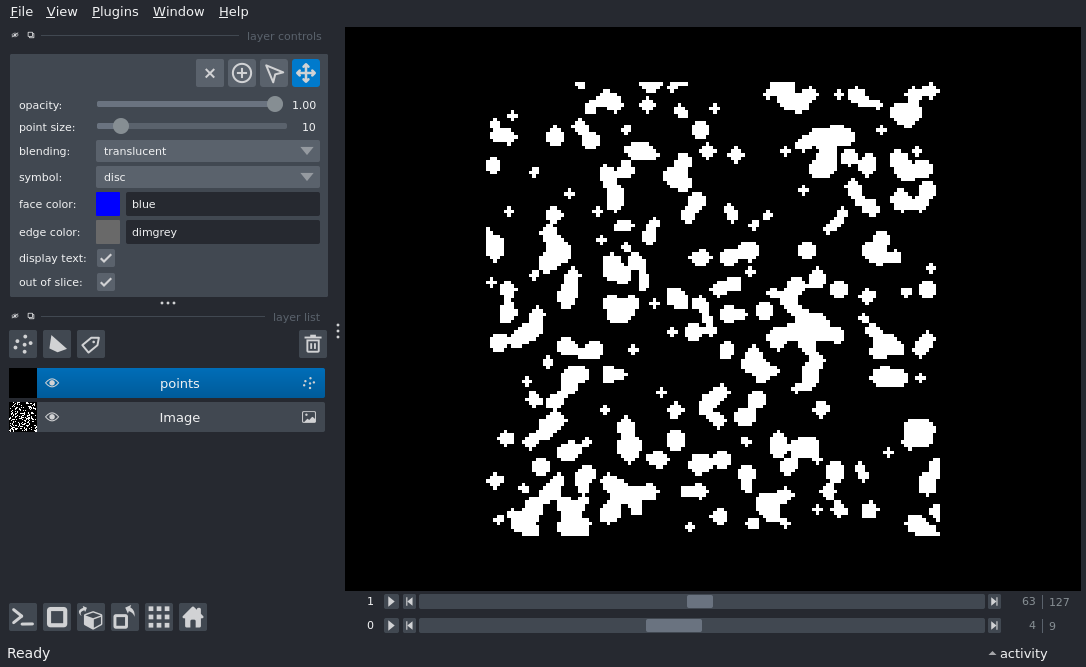 File View Plugins Window Help
layer controls
opacity: 1.00
point size: 10
blending: translucent
symbol: disc
face color: blue
edge color: dimgrey
display text:
out of slice:
layer list
points
Image
1 63 127
0 4 9
Ready activity